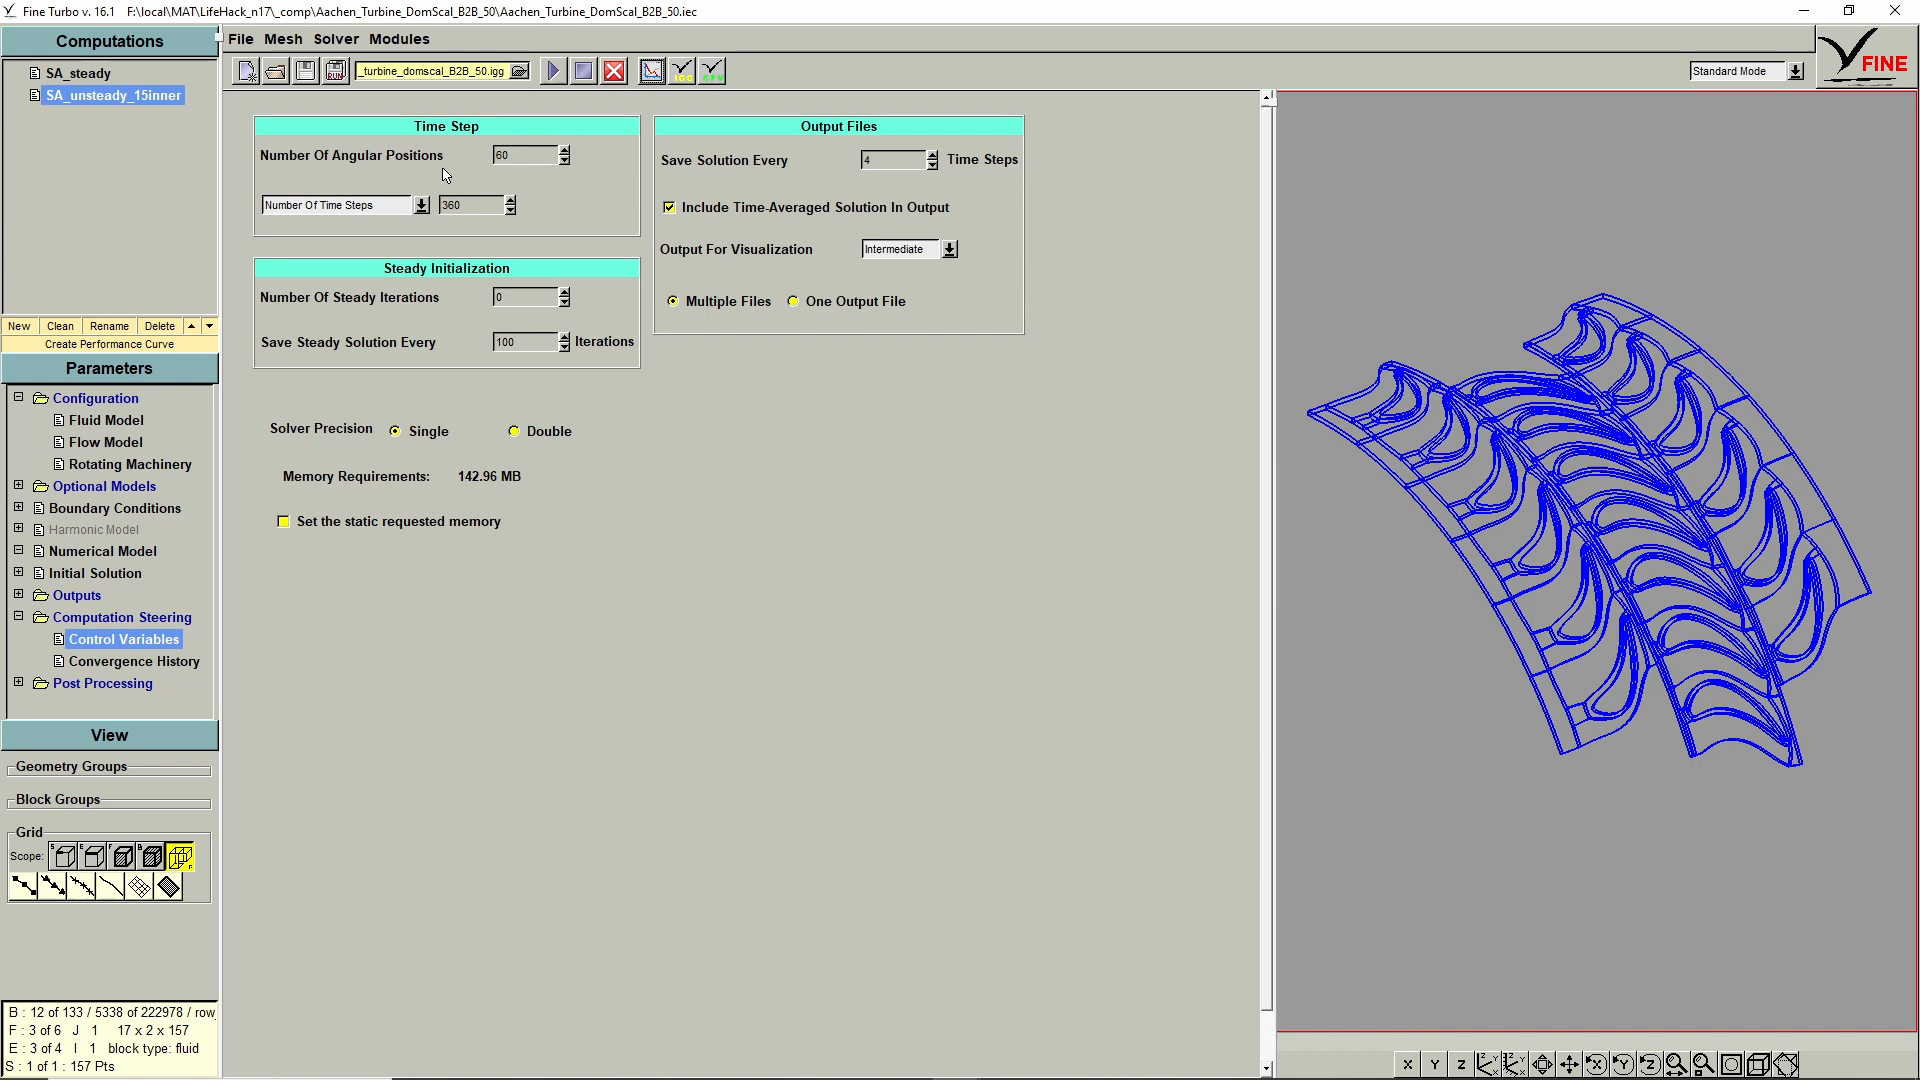 Fine Turbo v. 16.1 F:\local\MAT\LifeHack_n17\_comp\Aachen_Turbine_DomScal_B2B_50\Aachen_Turbine_DomScal_B2B_50.iec
Computations
File Mesh Solver Modules
SA_steady
SA_unsteady_15inner
_turbine_domscal_B2B_50.igg
RUN
IGG
CFV
Standard Mode
FINE
Time Step
Number Of Angular Positions 60
Number Of Time Steps 360
Output Files
Save Solution Every 4 Time Steps
Include Time-Averaged Solution In Output
Output For Visualization Intermediate
Multiple Files One Output File
Steady Initialization
Number Of Steady Iterations 0
Save Steady Solution Every 100 Iterations
Solver Precision Single Double
Memory Requirements: 142.96 MB
Set the static requested memory
New Clean Rename Delete
Create Performance Curve
Parameters
Configuration
Fluid Model
Flow Model
Rotating Machinery
Optional Models
Boundary Conditions
Harmonic Model
Numerical Model
Initial Solution
Outputs
Computation Steering
Control Variables
Convergence History
Post Processing
View
Geometry Groups
Block Groups
Grid
Scope: S E F B
B : 12 of 133 / 5338 of 222978 / row_
F : 3 of 6 J 1 17 x 2 x 157
E : 3 of 4 I 1 block type: fluid
S : 1 of 1 : 157 Pts
X Y Z